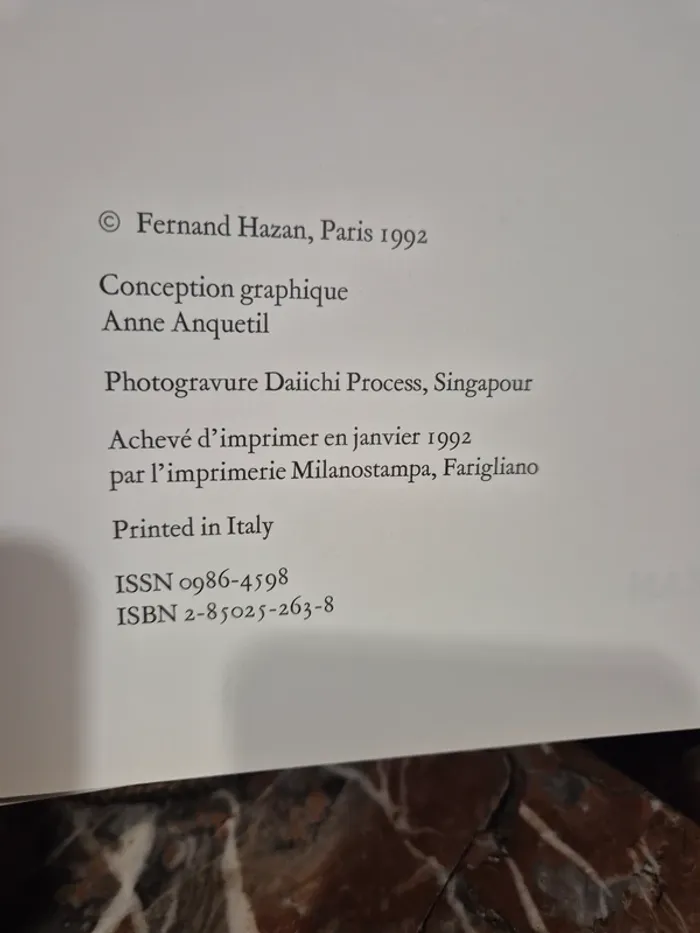 © Fernand Hazan, Paris 1992
Conception graphique
Anne Anquetil
Photogravure Daiichi Process, Singapour
Achevé d'imprimer en janvier 1992
par l'imprimerie Milanostampa, Farigliano
Printed in Italy
ISSN 0986-4598
ISBN 2-85025-263-8